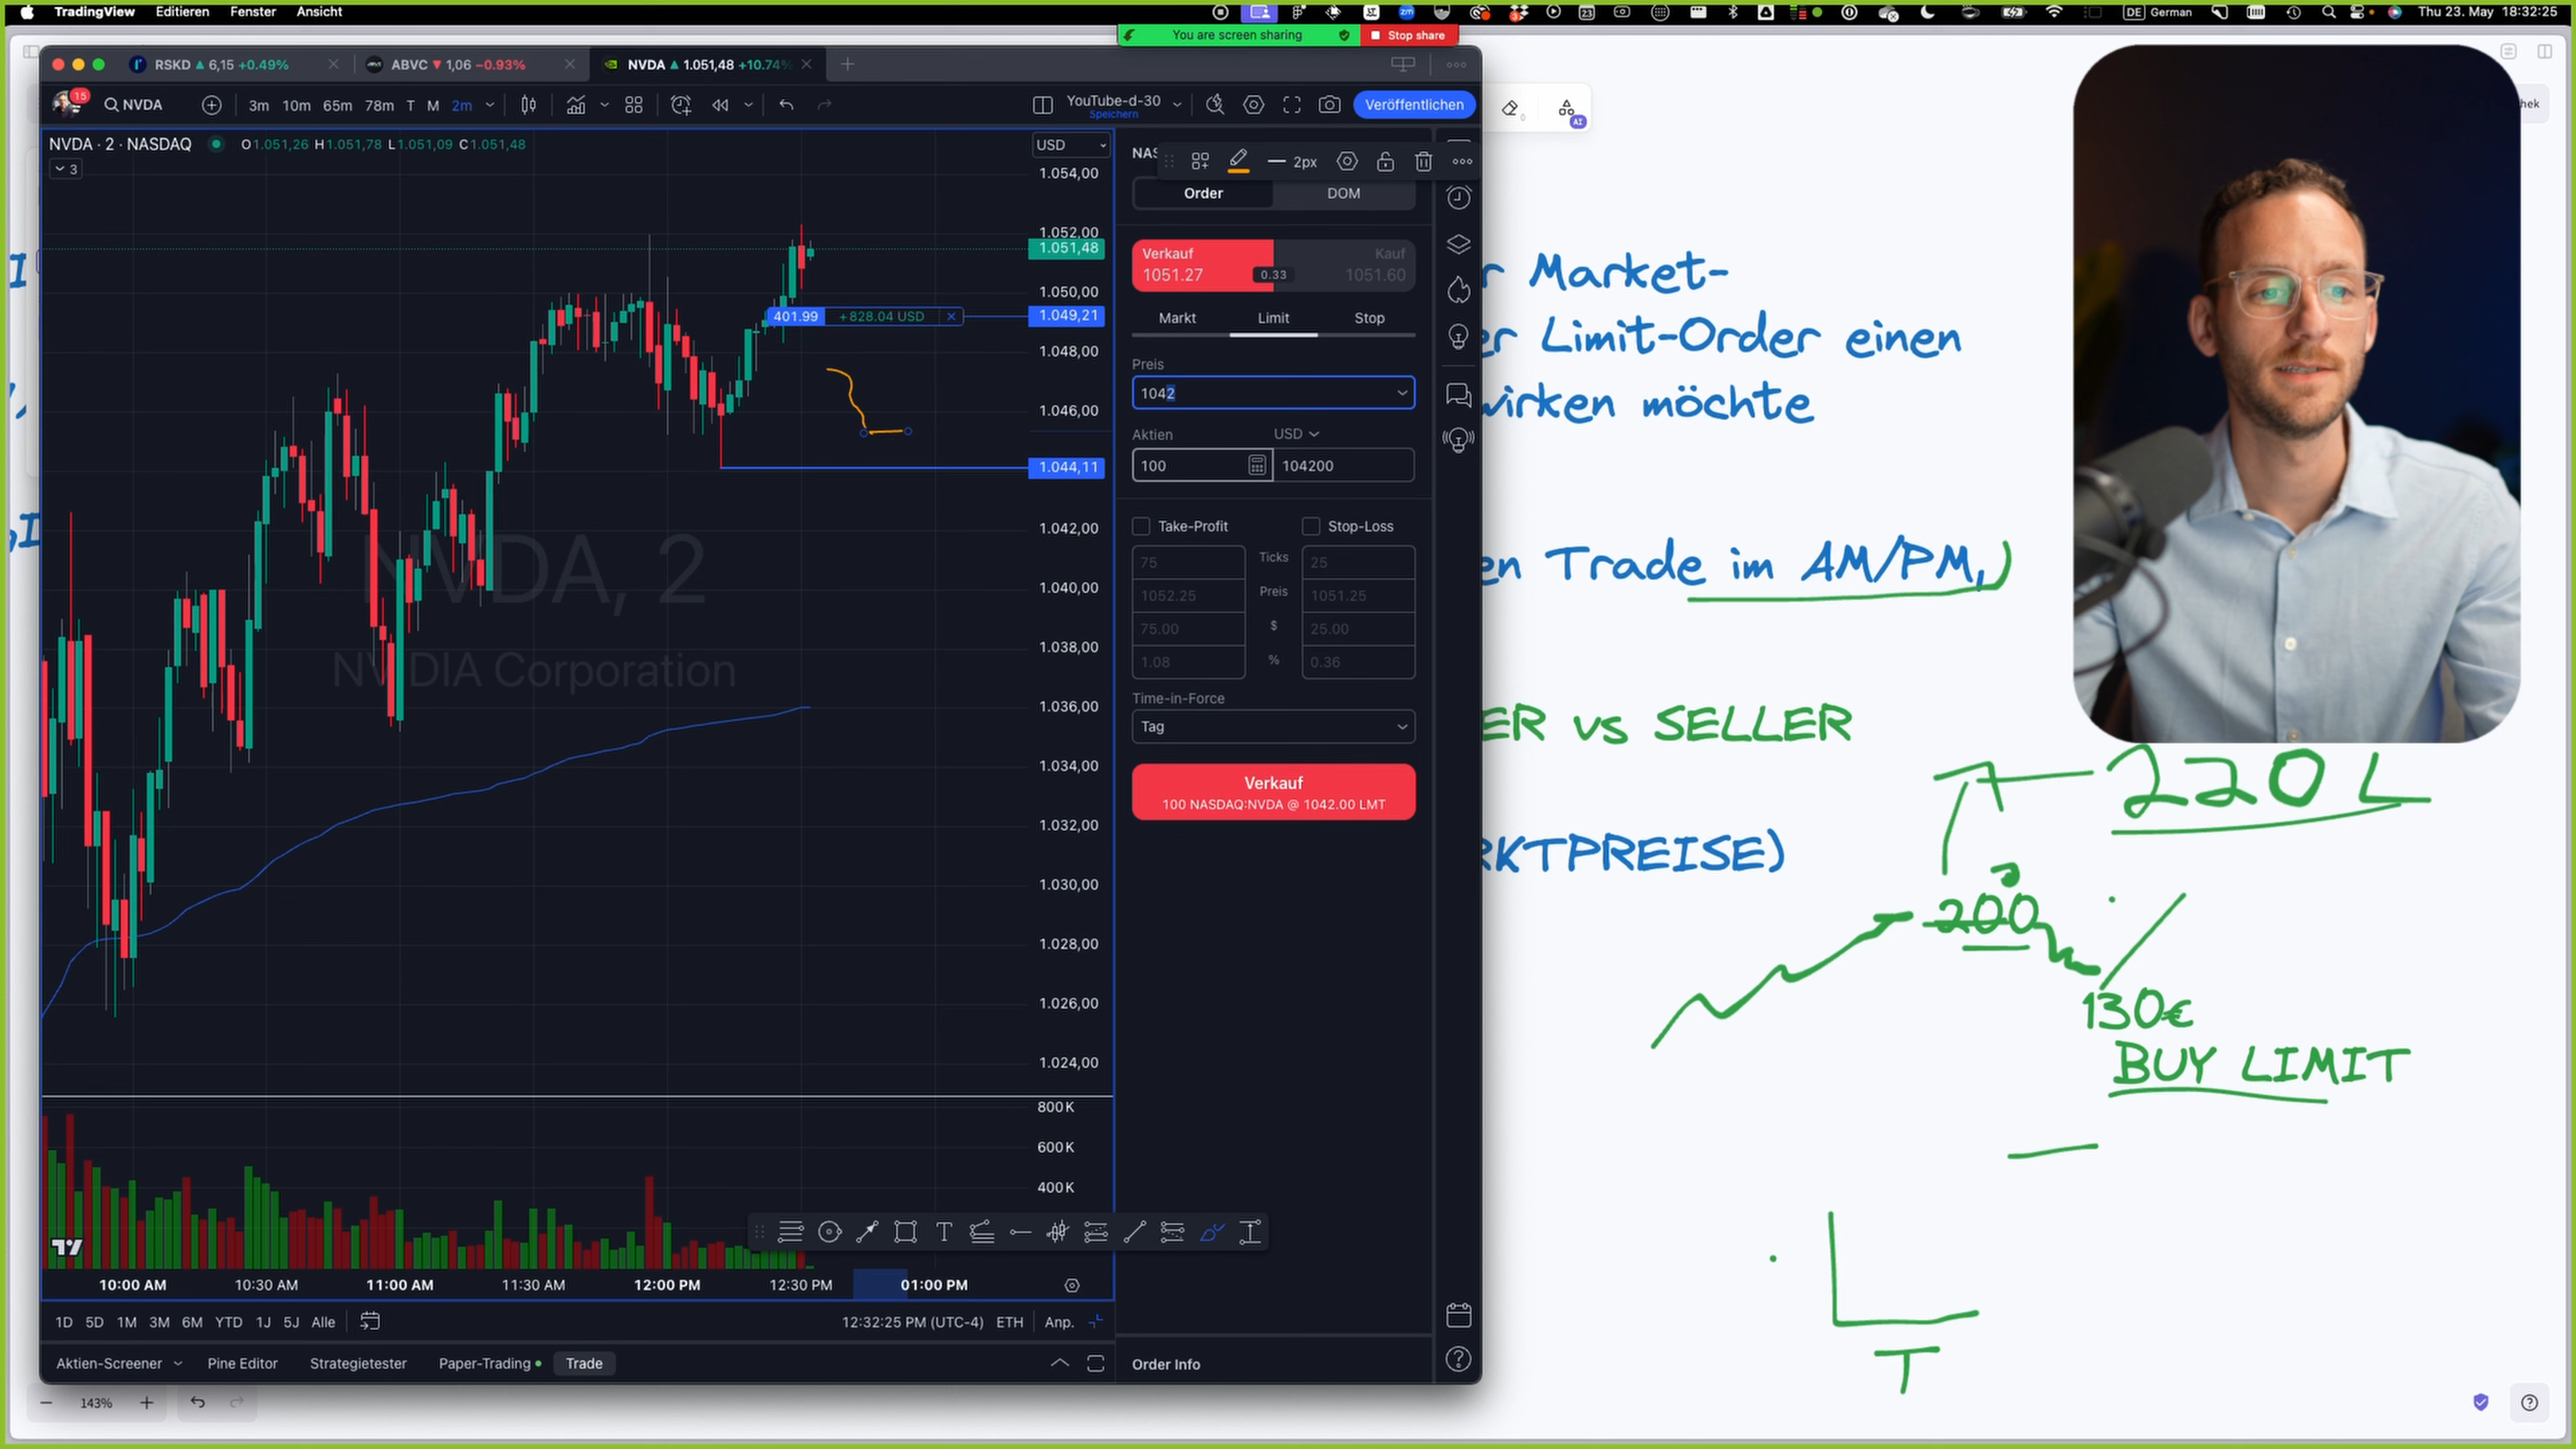 TradingView Editieren Fenster Ansicht
DE German Thu 23. May 18:32:25
You are screen sharing Stop share
RSKD 6,15 +0.49% ABVC 1,06 −0.93% NVDA 1.051,48 +10.74%
15 NVDA 3m 10m 65m 78m T M 2m
YouTube-d-30
Speichern
Veröffentlichen
NVDA · 2 · NASDAQ O1.051,26 H1.051,78 L1.051,09 C1.051,48
3
USD
1.054,00
1.052,00
1.051,48
1.050,00
1.049,21
1.048,00
1.046,00
1.044,11
1.042,00
1.040,00
1.038,00
1.036,00
1.034,00
1.032,00
1.030,00
1.028,00
1.026,00
1.024,00
800 K
600 K
400 K
401.99 +828.04 USD
NVDA, 2
NVIDIA Corporation
10:00 AM 10:30 AM 11:00 AM 11:30 AM 12:00 PM 12:30 PM 01:00 PM
1D 5D 1M 3M 6M YTD 1J 5J Alle
12:32:25 PM (UTC-4) ETH Anp.
Aktien-Screener Pine Editor Strategietester Paper-Trading Trade
143%
NAS
2px
Order DOM
Verkauf Kauf
1051.27 0.33 1051.60
Markt Limit Stop
Preis
1042
Aktien USD
100 104200
Take-Profit Stop-Loss
75 Ticks 25
1052.25 Preis 1051.25
75.00 $ 25.00
1.08 % 0.36
Time-in-Force
Tag
Verkauf
100 NASDAQ:NVDA @ 1042.00 LMT
Order Info
AI
hek
r Market-
er Limit-Order einen
wirken möchte
en Trade im AM/PM,)
ER vs SELLER
RKTPREISE)
220 L
200
130€
BUY LIMIT
T